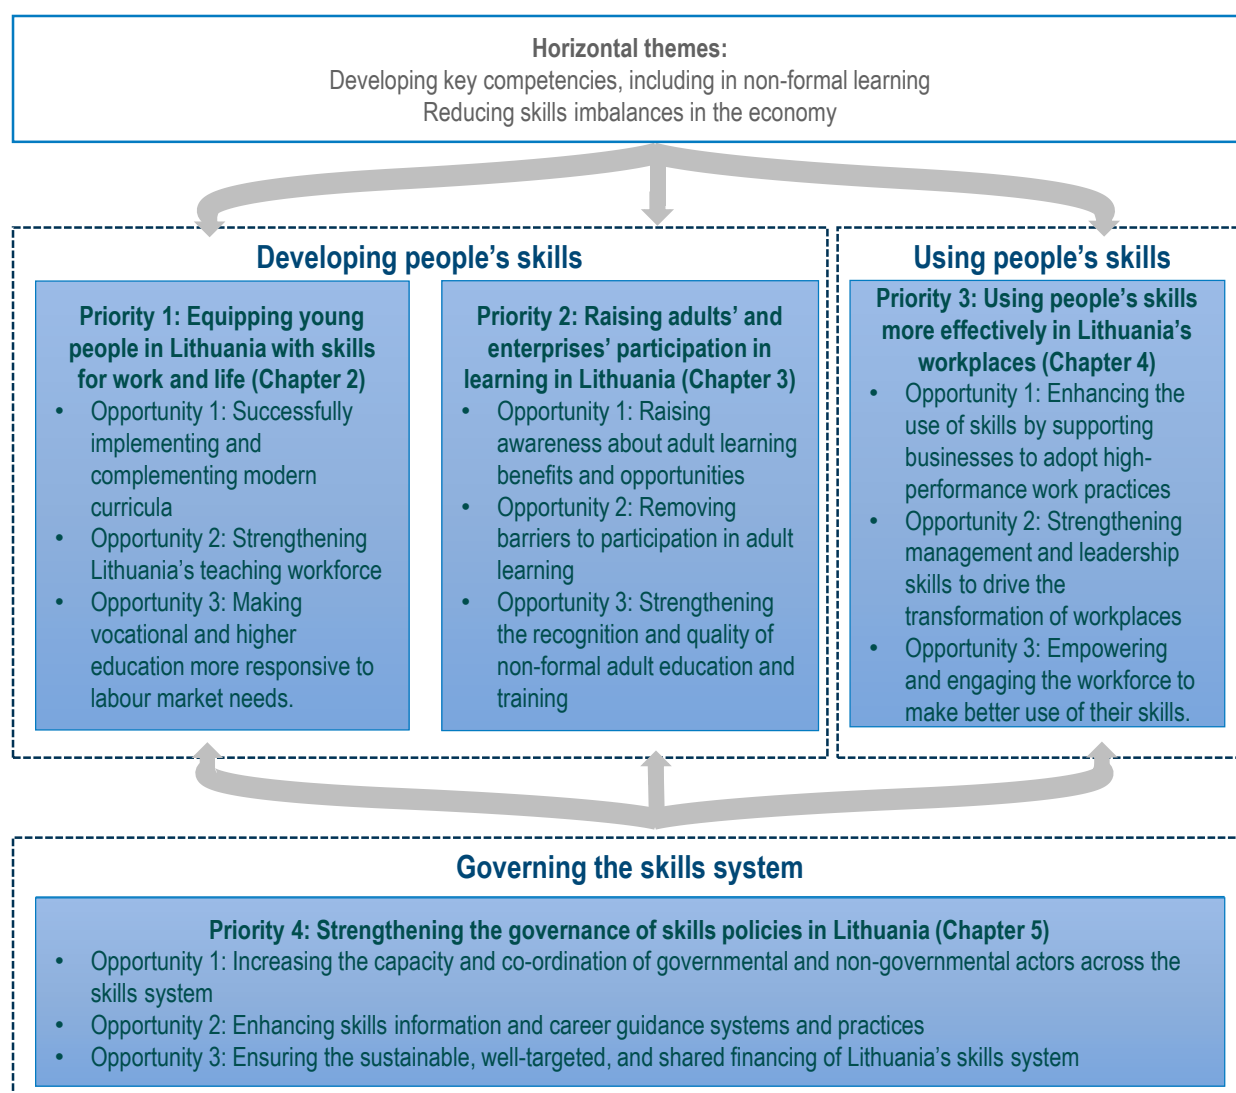 Horizontal themes:
Developing key competencies, including in non-formal learning
Reducing skills imbalances in the economy
Developing people’s skills
Priority 1: Equipping young
people in Lithuania with skills
for work and life (Chapter 2)
• Opportunity 1: Successfully
implementing and
complementing modern
curricula
• Opportunity 2: Strengthening
Lithuania’s teaching workforce
• Opportunity 3: Making
vocational and higher
education more responsive to
labour market needs.
Priority 2: Raising adults’ and
enterprises’ participation in
learning in Lithuania (Chapter 3)
• Opportunity 1: Raising
awareness about adult learning
benefits and opportunities
• Opportunity 2: Removing
barriers to participation in adult
learning
• Opportunity 3: Strengthening
the recognition and quality of
non-formal adult education and
training
Using people’s skills
Priority 3: Using people’s skills
more effectively in Lithuania’s
workplaces (Chapter 4)
• Opportunity 1: Enhancing the
use of skills by supporting
businesses to adopt high-
performance work practices
• Opportunity 2: Strengthening
management and leadership
skills to drive the
transformation of workplaces
• Opportunity 3: Empowering
and engaging the workforce to
make better use of their skills.
Governing the skills system
Priority 4: Strengthening the governance of skills policies in Lithuania (Chapter 5)
• Opportunity 1: Increasing the capacity and co-ordination of governmental and non-governmental actors across the
skills system
• Opportunity 2: Enhancing skills information and career guidance systems and practices
• Opportunity 3: Ensuring the sustainable, well-targeted, and shared financing of Lithuania’s skills system